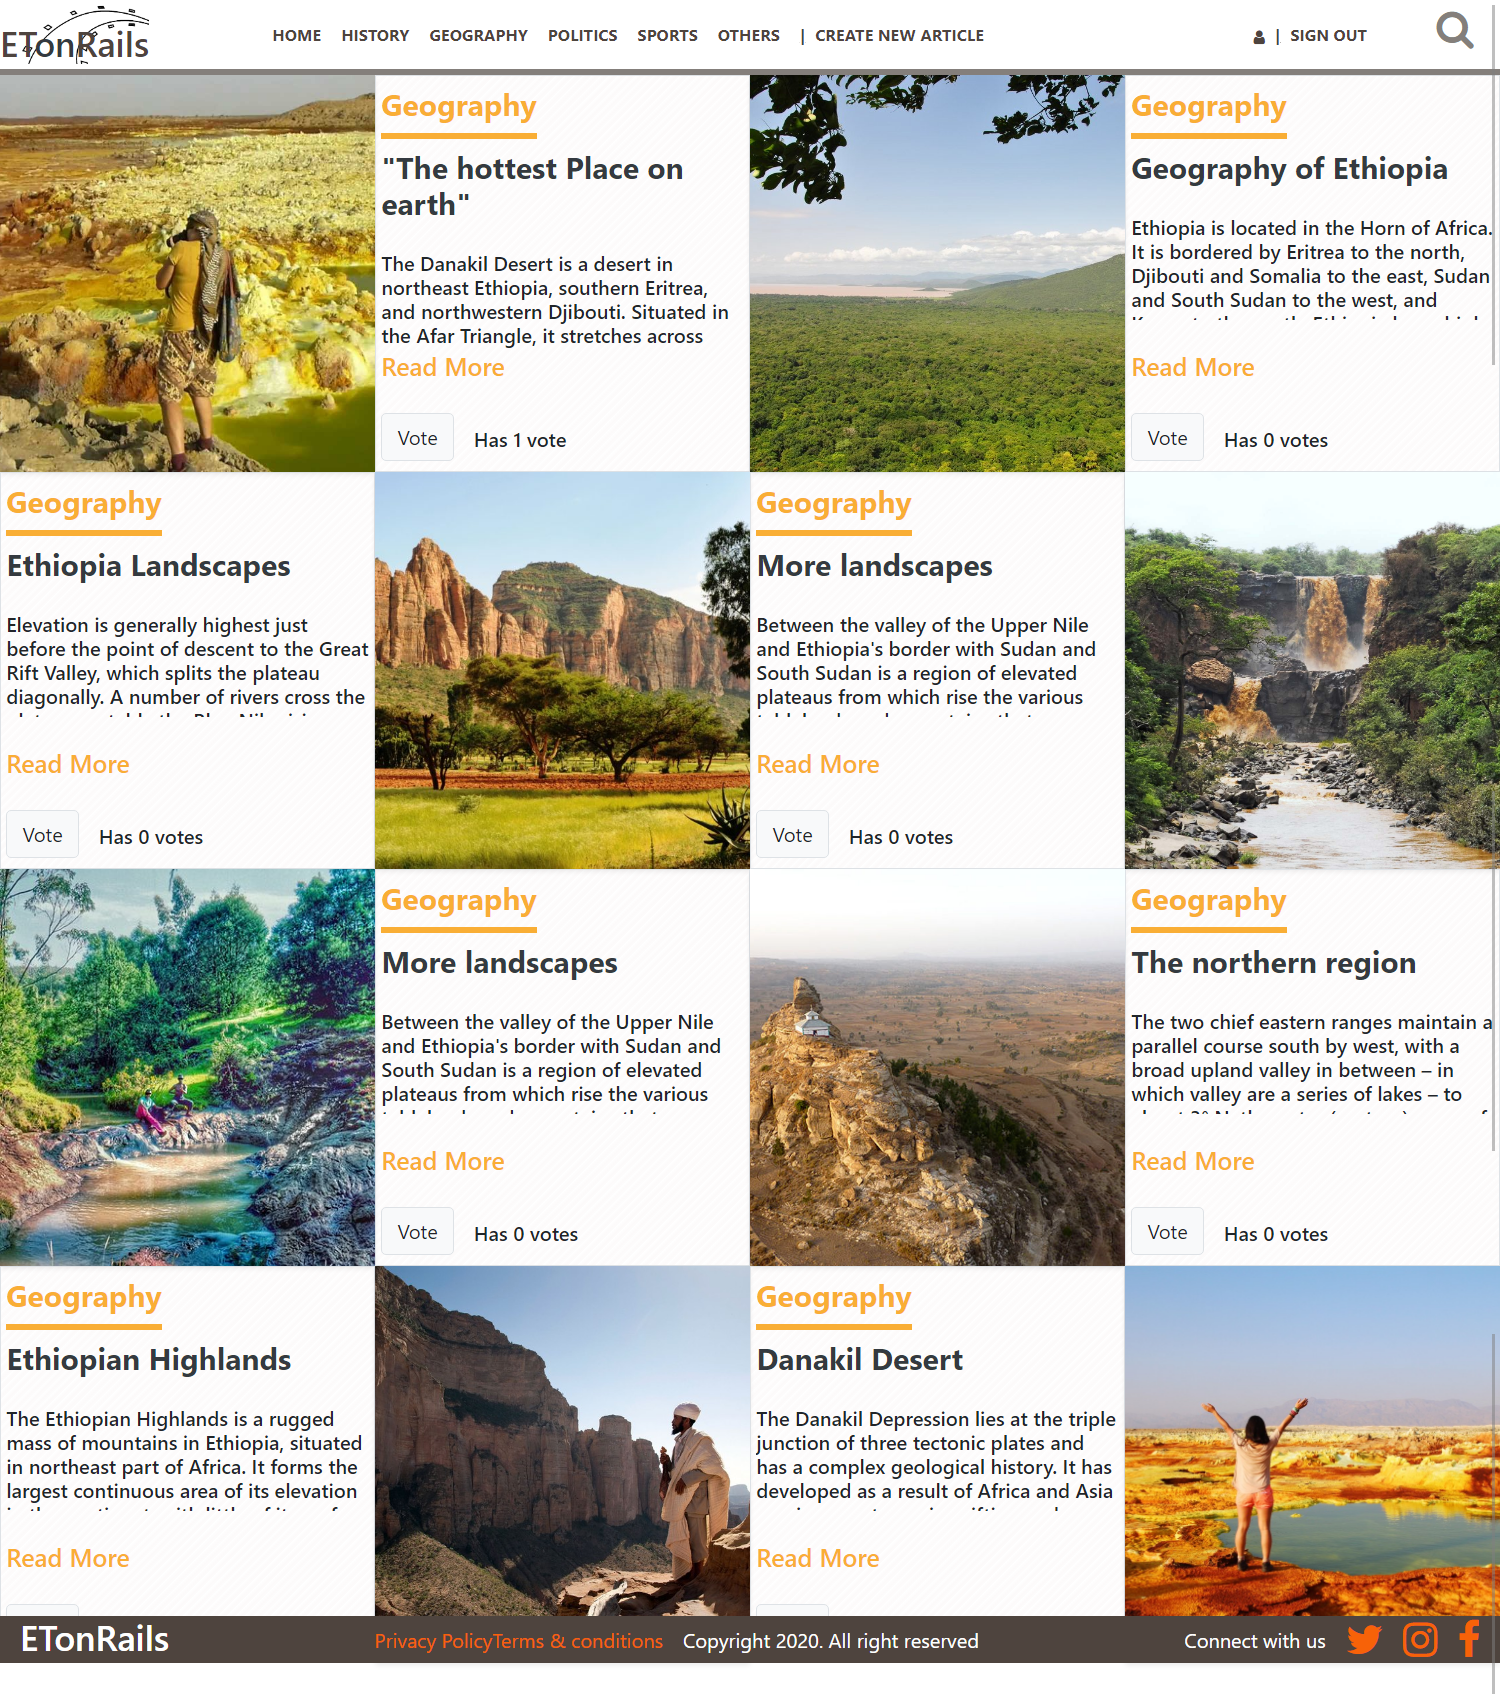 ETonRails
HOME HISTORY GEOGRAPHY POLITICS SPORTS OTHERS | CREATE NEW ARTICLE
| SIGN OUT
Geography
"The hottest Place on
earth"
The Danakil Desert is a desert in
northeast Ethiopia, southern Eritrea,
and northwestern Djibouti. Situated in
the Afar Triangle, it stretches across
Read More
Vote
Has 1 vote
Geography
Geography of Ethiopia
Ethiopia is located in the Horn of Africa.
It is bordered by Eritrea to the north,
Djibouti and Somalia to the east, Sudan
and South Sudan to the west, and
Read More
Vote
Has 0 votes
Geography
Ethiopia Landscapes
Elevation is generally highest just
before the point of descent to the Great
Rift Valley, which splits the plateau
diagonally. A number of rivers cross the
Read More
Vote
Has 0 votes
Geography
More landscapes
Between the valley of the Upper Nile
and Ethiopia's border with Sudan and
South Sudan is a region of elevated
plateaus from which rise the various
Read More
Vote
Has 0 votes
Geography
More landscapes
Between the valley of the Upper Nile
and Ethiopia's border with Sudan and
South Sudan is a region of elevated
plateaus from which rise the various
Read More
Vote
Has 0 votes
Geography
The northern region
The two chief eastern ranges maintain a
parallel course south by west, with a
broad upland valley in between – in
which valley are a series of lakes – to
Read More
Vote
Has 0 votes
Geography
Ethiopian Highlands
The Ethiopian Highlands is a rugged
mass of mountains in Ethiopia, situated
in northeast part of Africa. It forms the
largest continuous area of its elevation
Read More
Geography
Danakil Desert
The Danakil Depression lies at the triple
junction of three tectonic plates and
has a complex geological history. It has
developed as a result of Africa and Asia
Read More
ETonRails
Privacy PolicyTerms & conditions Copyright 2020. All right reserved
Connect with us